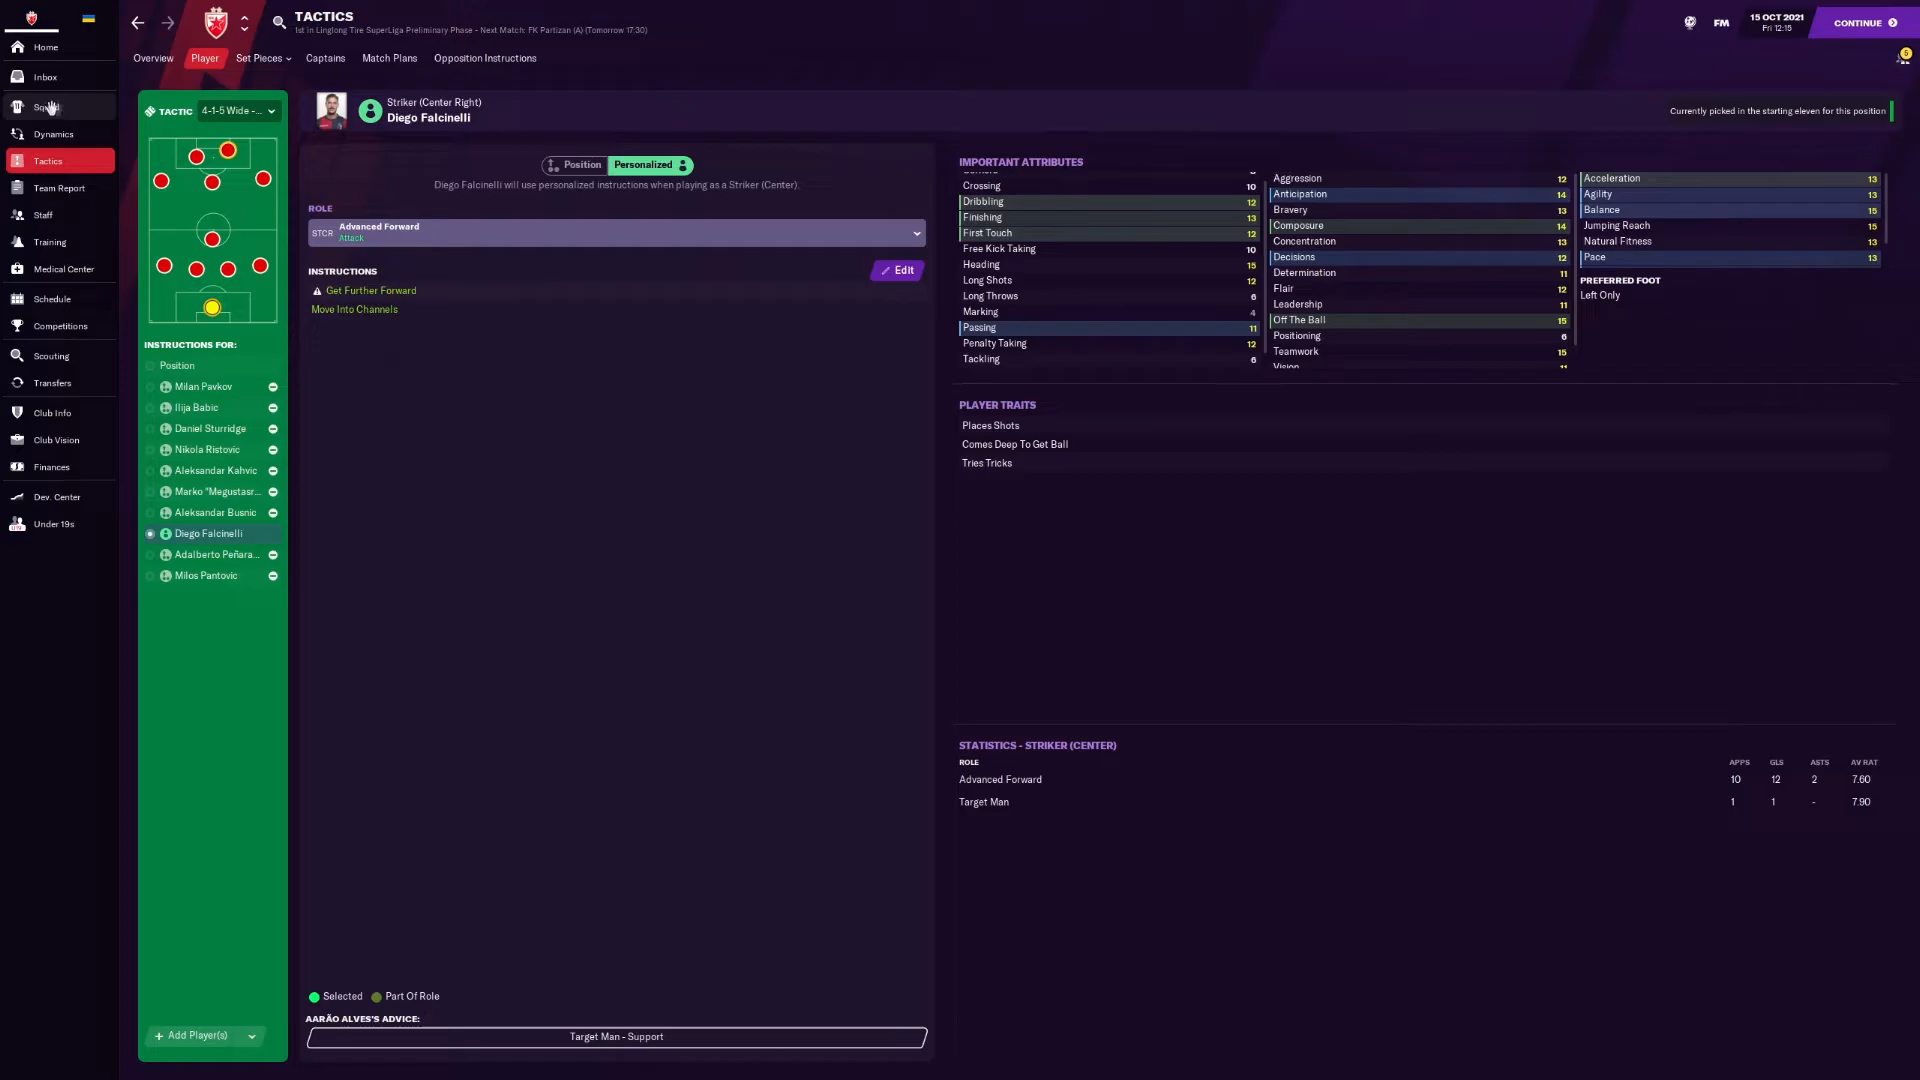 TACTICS
1st in Linglong Tire SuperLiga Preliminary Phase - Next Match: FK Partizan (A) (Tomorrow 17:30)
FM
15 OCT 2021
Fri 12:15
CONTINUE
5
Overview
Player
Set Pieces
Captains
Match Plans
Opposition Instructions
Home
Inbox
Dynamics
Tactics
Team Report
Staff
Training
Medical Center
Schedule
Competitions
Scouting
Transfers
Club Info
Club Vision
Finances
Dev. Center
Under 19s
TACTIC
4-1-5 Wide -...
INSTRUCTIONS FOR:
Position
Milan Pavkov
Ilija Babic
Daniel Sturridge
Nikola Ristovic
Aleksandar Kahvic
Marko "Megustasr...
Aleksandar Busnic
Diego Falcinelli
Adalberto Peñara...
Milos Pantovic
Add Player(s)
Striker (Center Right)
Diego Falcinelli
Currently picked in the starting eleven for this position
Position
Personalized
Diego Falcinelli will use personalized instructions when playing as a Striker (Center).
ROLE
STCR
Advanced Forward
Attack
INSTRUCTIONS
Edit
Get Further Forward
Move Into Channels
Selected
Part Of Role
AARÃO ALVES'S ADVICE:
Target Man - Support
IMPORTANT ATTRIBUTES
Crossing 10
Dribbling 12
Finishing 13
First Touch 12
Free Kick Taking 10
Heading 15
Long Shots 12
Long Throws 6
Marking 4
Passing 11
Penalty Taking 12
Tackling 6
Aggression 12
Anticipation 14
Bravery 13
Composure 14
Concentration 13
Decisions 12
Determination 11
Flair 12
Leadership 11
Off The Ball 15
Positioning 6
Teamwork 15
Vision 11
Acceleration 13
Agility 13
Balance 15
Jumping Reach 15
Natural Fitness 13
Pace 13
PREFERRED FOOT
Left Only
PLAYER TRAITS
Places Shots
Comes Deep To Get Ball
Tries Tricks
STATISTICS - STRIKER (CENTER)
ROLE APPS GLS ASTS AV RAT
Advanced Forward 10 12 2 7.60
Target Man 1 1 - 7.90